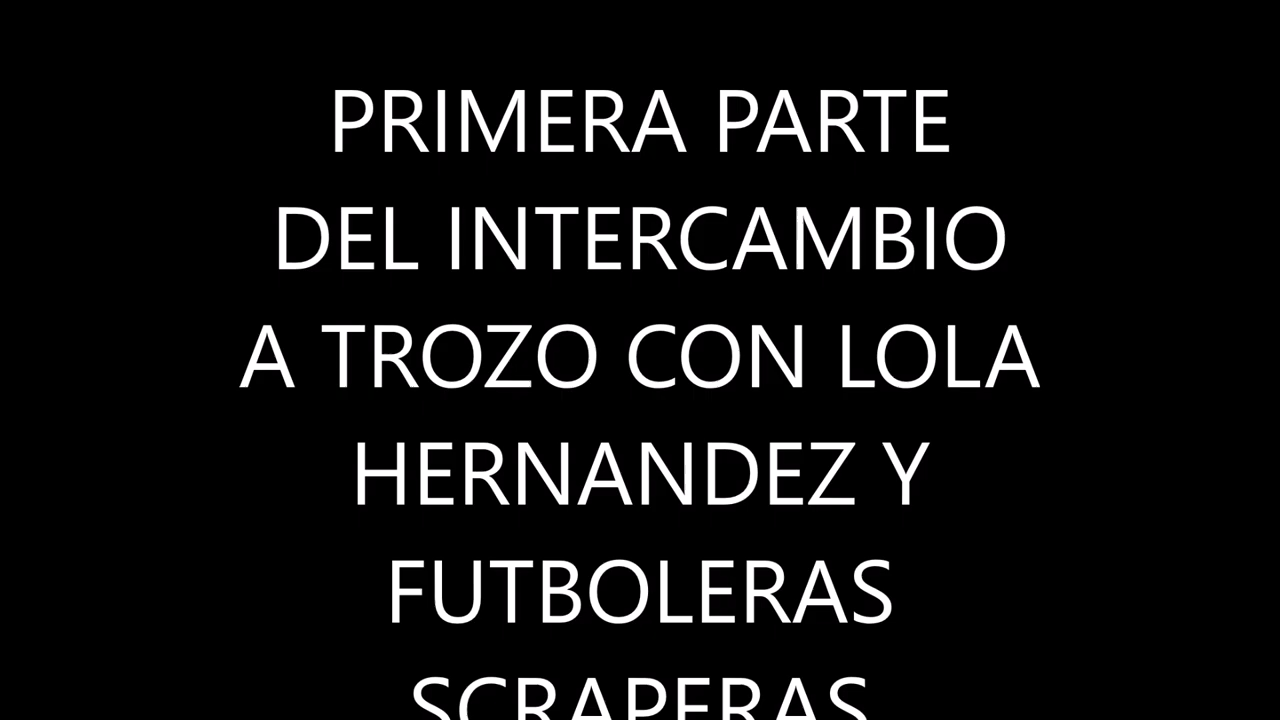 PRIMERA PARTE
DEL INTERCAMBIO
A TROZO CON LOLA
HERNANDEZ Y
FUTBOLERAS
SCRAPERAS